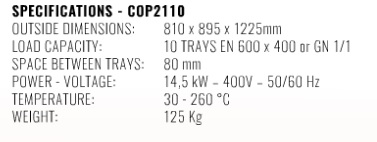 SPECIFICATIONS - COP2110
OUTSIDE DIMENSIONS: 810 x 895 x 1225mm
LOAD CAPACITY: 10 TRAYS EN 600 x 400 or GN 1/1
SPACE BETWEEN TRAYS: 80 mm
POWER - VOLTAGE: 14,5 kW – 400V – 50/60 Hz
TEMPERATURE: 30 - 260 °C
WEIGHT: 125 Kg